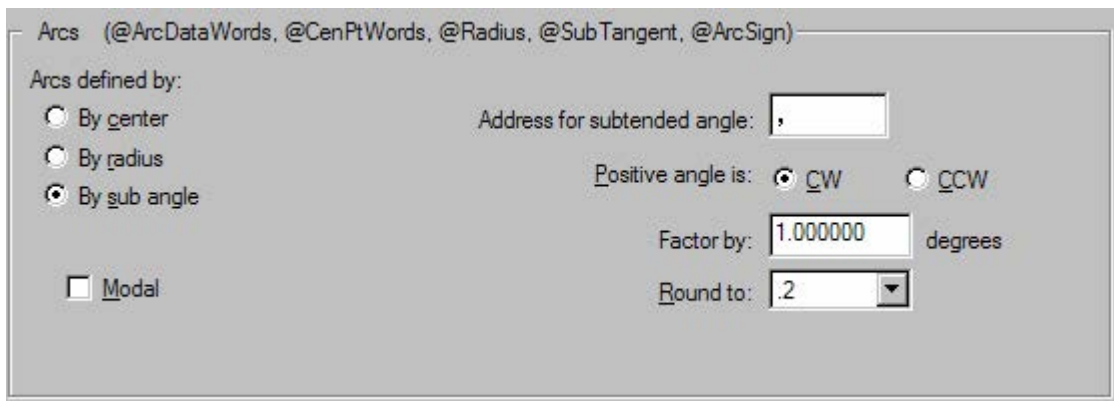 Arcs (@ArcDataWords, @CenPtWords, @Radius, @SubTangent, @ArcSign)
Arcs defined by:
By center
By radius
By sub angle
Modal
Address for subtended angle: ,
Positive angle is: CW CCW
Factor by: 1.000000 degrees
Round to: .2